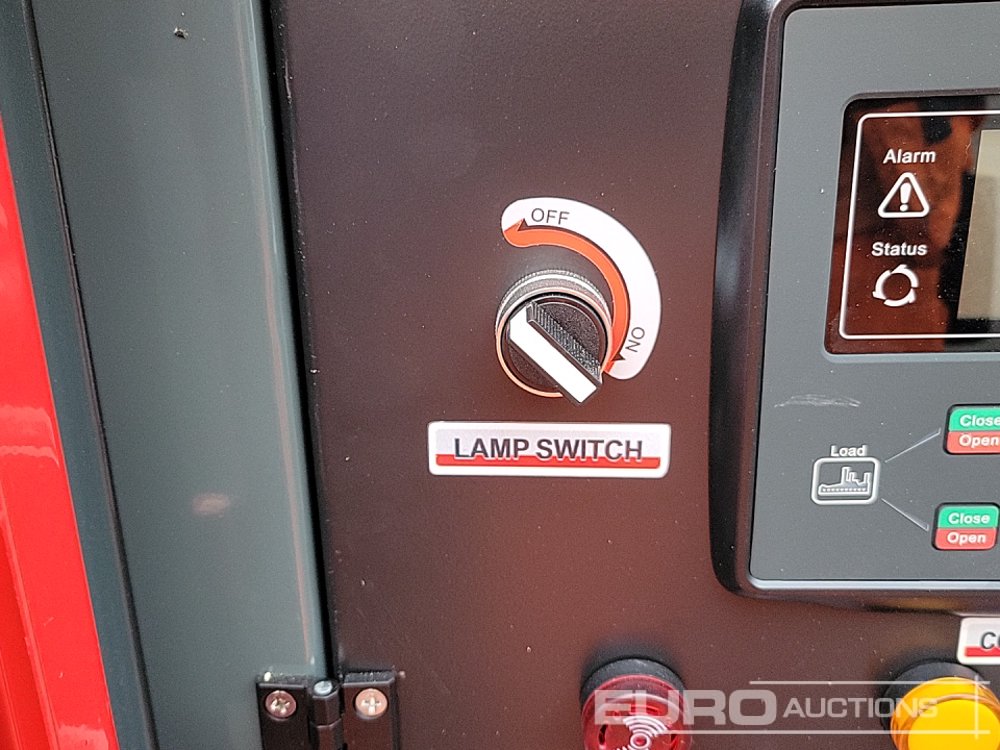 OFF
ON
LAMP SWITCH
Alarm
Status
Load
Close
Open
Close
Open
EURO AUCTIONS